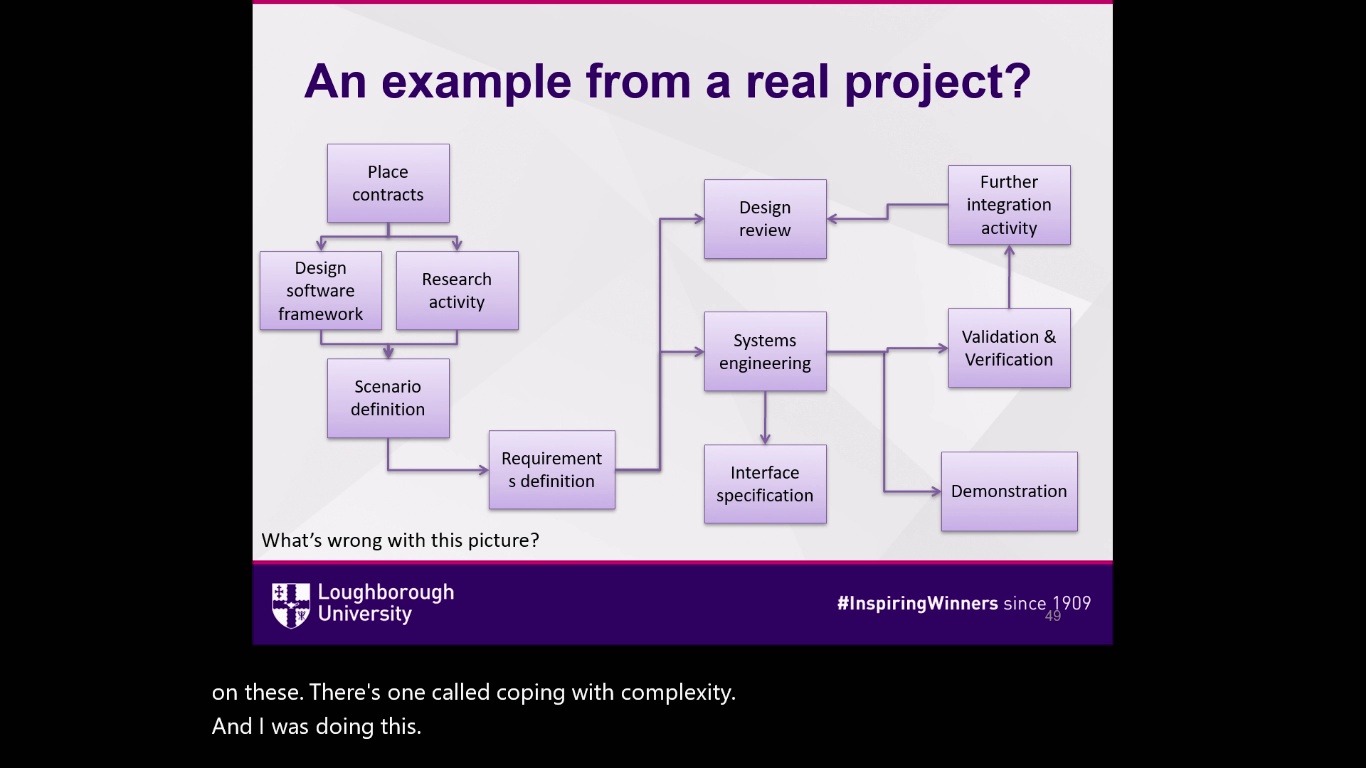 An example from a real project?
Place
contracts
Design
software
framework
Research
activity
Scenario
definition
Requirement
s definition
Design
review
Systems
engineering
Interface
specification
Further
integration
activity
Validation &
Verification
Demonstration
What's wrong with this picture?
Loughborough
University
#InspiringWinners since 1909
49
on these. There's one called coping with complexity.
And I was doing this.